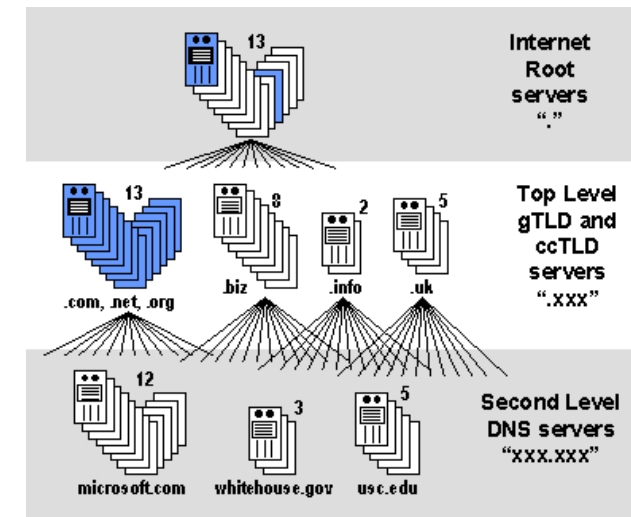 13
Internet
Root
servers
“.”
13
8
2
5
.com, .net, .org
.biz
.info
.uk
Top Level
gTLD and
ccTLD
servers
“.xxx”
12
3
5
microsoft.com
whitehouse.gov
usc.edu
Second Level
DNS servers
“xxx.xxx”